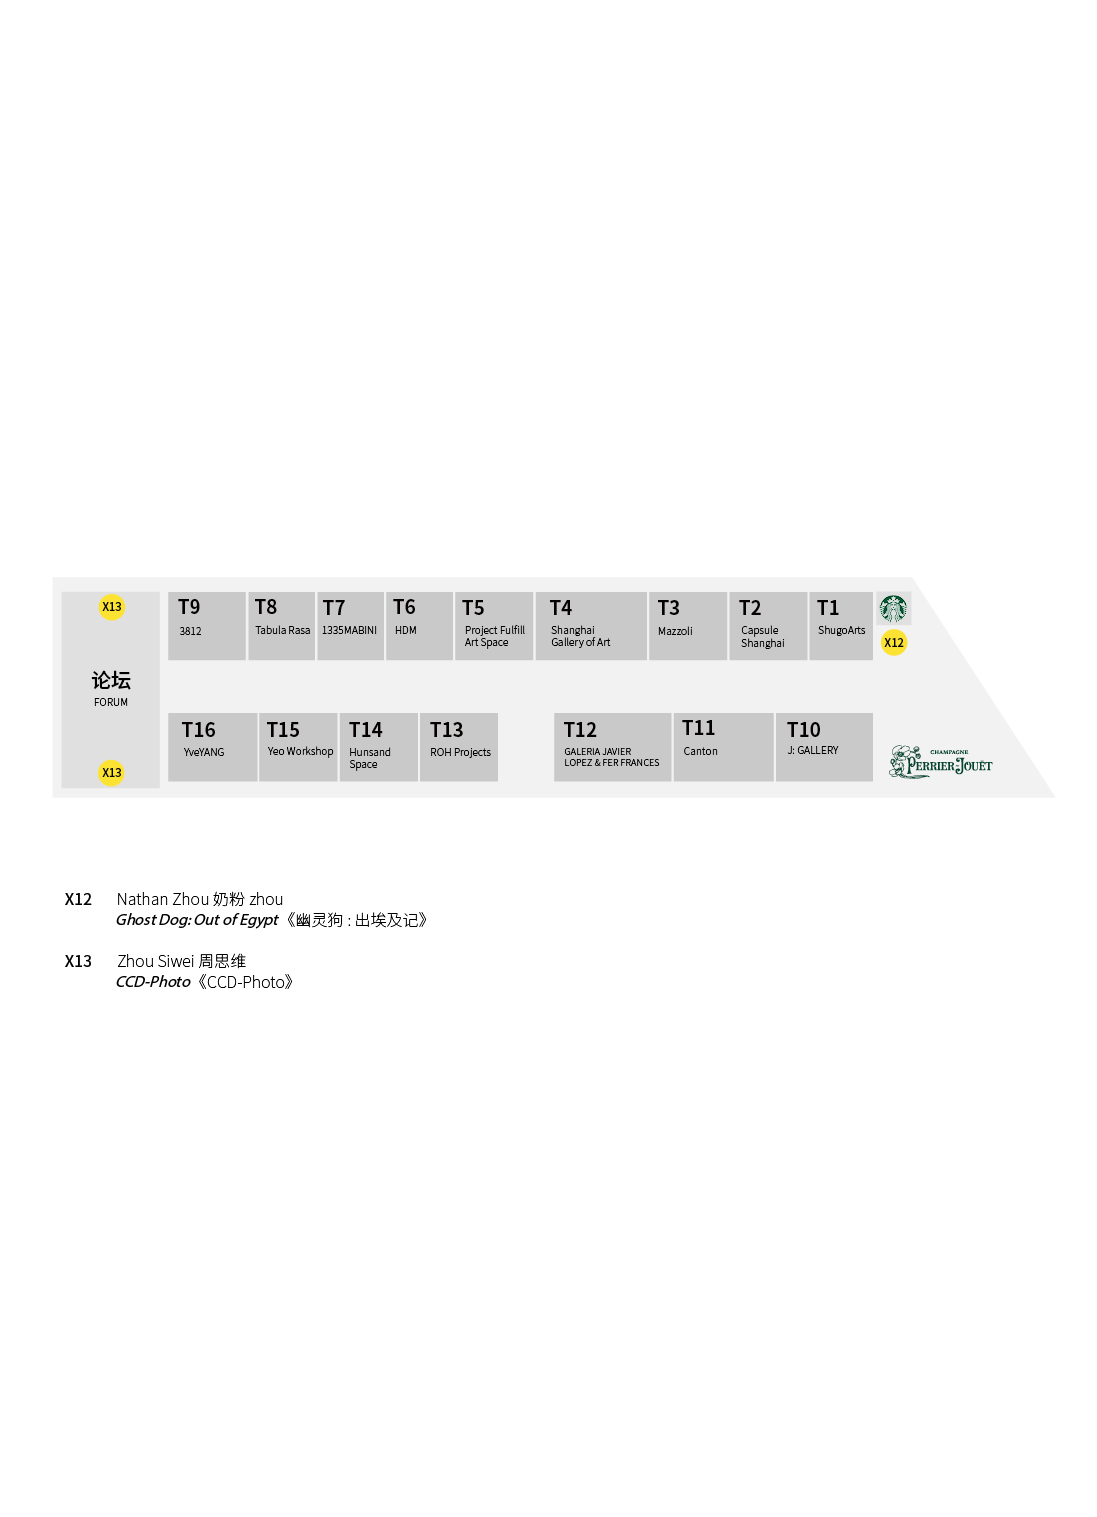 X13
论坛
FORUM
X13
T9
3812
T8
Tabula Rasa
T7
1335MABINI
T6
HDM
T5
Project Fulfill
Art Space
T4
Shanghai
Gallery of Art
T3
Mazzoli
T2
Capsule
Shanghai
T1
ShugoArts
X12
T16
YveYANG
T15
Yeo Workshop
T14
Hunsand
Space
T13
ROH Projects
T12
GALERIA JAVIER
LOPEZ & FER FRANCES
T11
Canton
T10
J: GALLERY
CHAMPAGNE
PERRIER-JOUËT
X12 Nathan Zhou 奶粉 zhou
Ghost Dog: Out of Egypt 《幽灵狗 : 出埃及记》
X13 Zhou Siwei 周思维
CCD-Photo 《CCD-Photo》